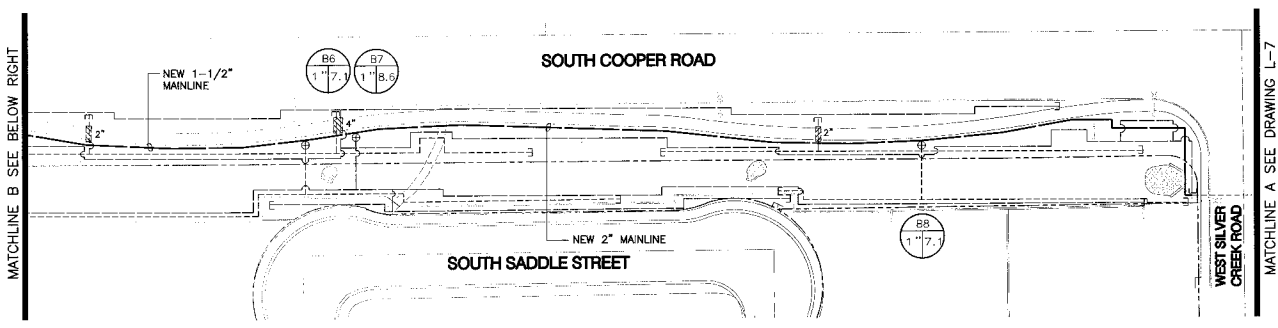 MATCHLINE B SEE BELOW RIGHT
NEW 1-1/2"
MAINLINE
B6
1" 7.1
B7
1" 8.6
SOUTH COOPER ROAD
2"
4"
2"
NEW 2" MAINLINE
SOUTH SADDLE STREET
B8
1" 7.1
WEST SILVER
CREEK ROAD
MATCHLINE A SEE DRAWING L-7